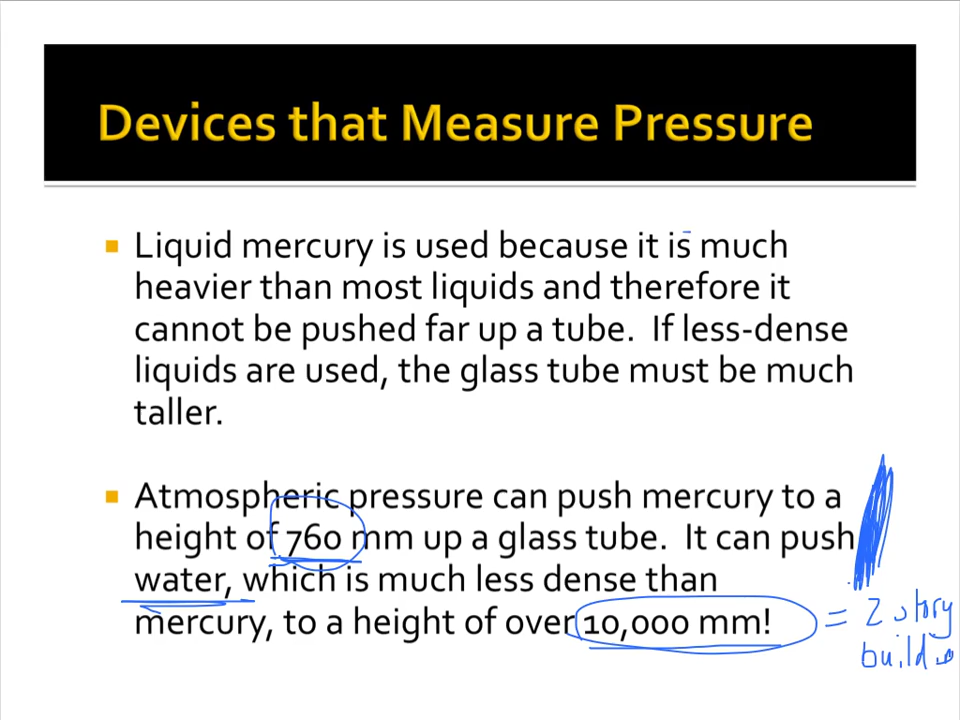 Devices that Measure Pressure
Liquid mercury is used because it is much
heavier than most liquids and therefore it
cannot be pushed far up a tube. If less-dense
liquids are used, the glass tube must be much
taller.
Atmospheric pressure can push mercury to a
height of 760 mm up a glass tube. It can push
water, which is much less dense than
mercury, to a height of over 10,000 mm!
= 2 story